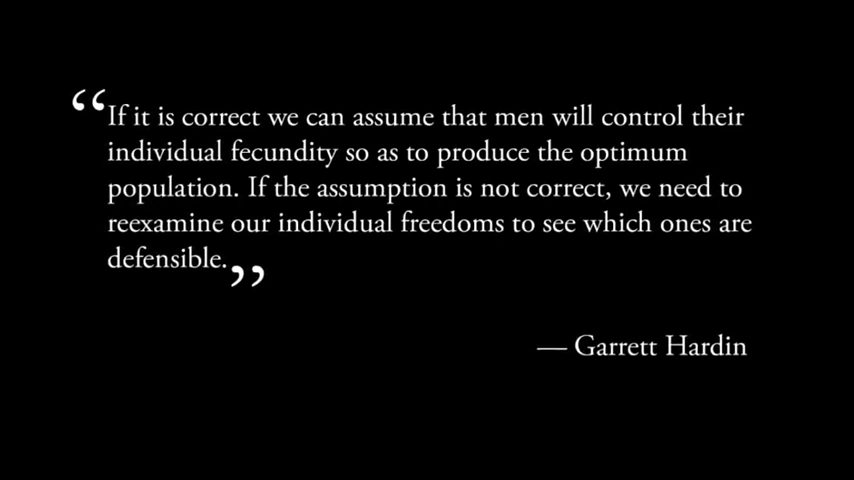 “If it is correct we can assume that men will control their
individual fecundity so as to produce the optimum
population. If the assumption is not correct, we need to
reexamine our individual freedoms to see which ones are
defensible.”
— Garrett Hardin